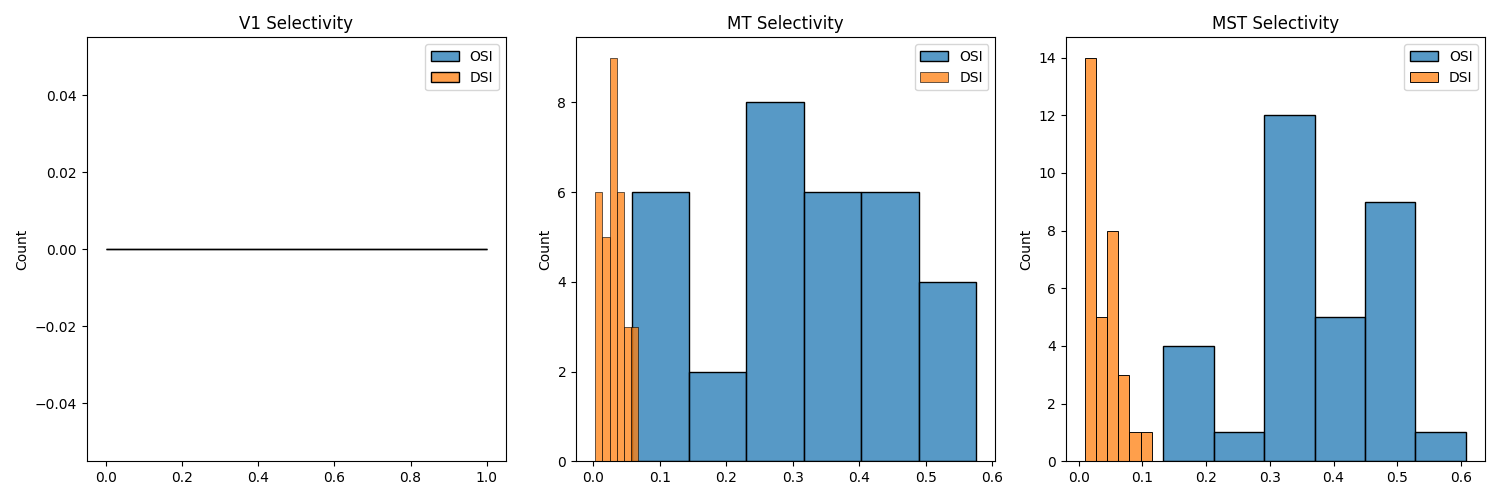 V1 Selectivity
OSI
DSI
0.04
0.02
0.00
−0.02
−0.04
Count
0.0 0.2 0.4 0.6 0.8 1.0
MT Selectivity
OSI
DSI
8
6
4
2
0
Count
0.0 0.1 0.2 0.3 0.4 0.5 0.6
MST Selectivity
OSI
DSI
14
12
10
8
6
4
2
0
Count
0.0 0.1 0.2 0.3 0.4 0.5 0.6